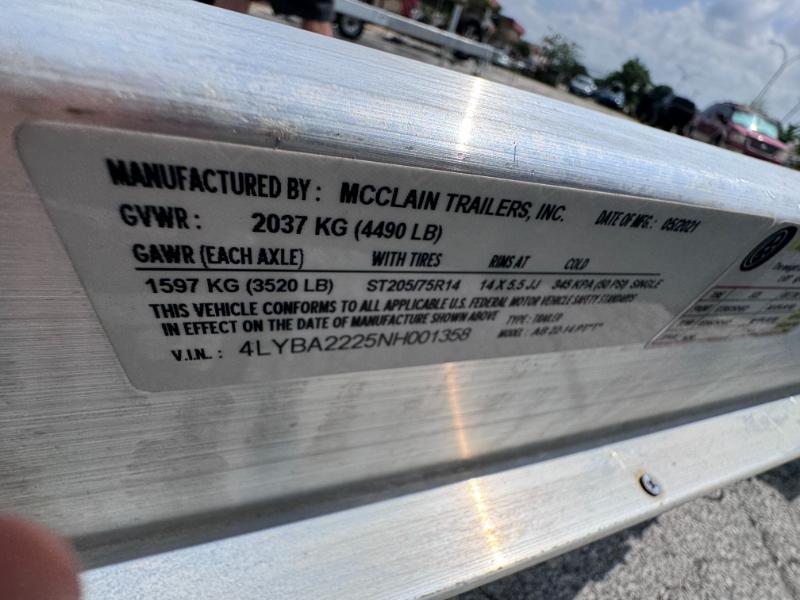 MANUFACTURED BY: MCCLAIN TRAILERS, INC. DATE OF MFG.: 05/2021
GVWR: 2037 KG (4490 LB)
GAWR (EACH AXLE) WITH TIRES RIMS AT COLD
1597 KG (3520 LB) ST205/75R14 14 X 5.5 JJ 345 KPA (50 PSI) SINGLE
THIS VEHICLE CONFORMS TO ALL APPLICABLE U.S. FEDERAL MOTOR VEHICLE SAFETY STANDARDS
IN EFFECT ON THE DATE OF MANUFACTURE SHOWN ABOVE TYPE: TRAILER
V.I.N.: 4LYBA2225NH001358 MODEL: